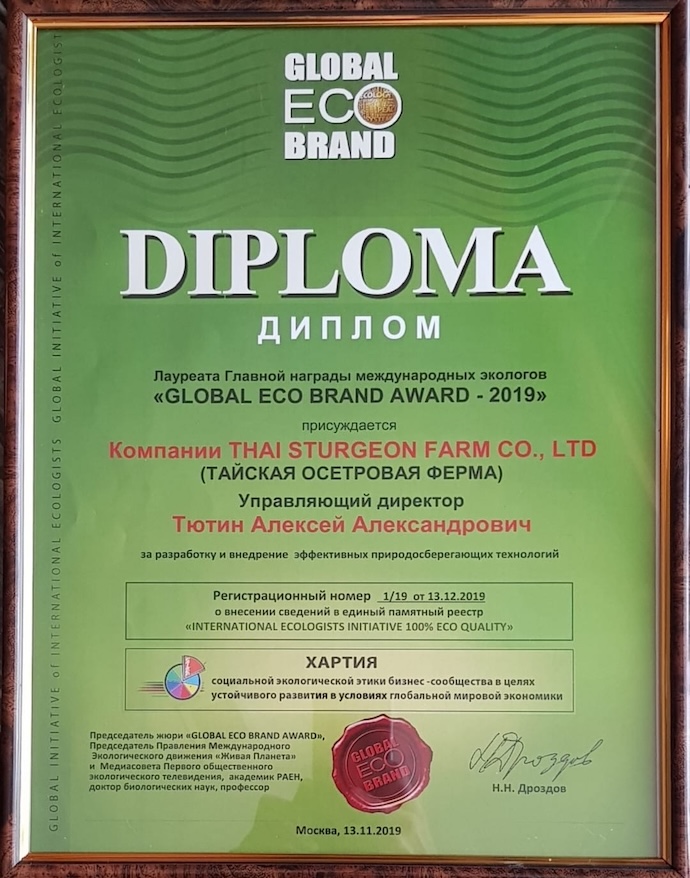 GLOBAL
ECO
BRAND
DIPLOMA
ДИПЛОМ
Лауреата Главной награды международных экологов
«GLOBAL ECO BRAND AWARD - 2019»
присуждается
Компании THAI STURGEON FARM CO., LTD
(ТАЙСКАЯ ОСЕТРОВАЯ ФЕРМА)
Управляющий директор
Тютин Алексей Александрович
за разработку и внедрение эффективных природосберегающих технологий
Регистрационный номер 1/19 от 13.12.2019
о внесении сведений в единый памятный реестр
«INTERNATIONAL ECOLOGISTS INITIATIVE 100% ECO QUALITY»
ХАРТИЯ
социальной экологической этики бизнес -сообщества в целях
устойчивого развития в условиях глобальной мировой экономики
Председатель жюри «GLOBAL ECO BRAND AWARD»,
Председатель Правления Международного
Экологического движения «Живая Планета»
и Медиасовета Первого общественного
экологического телевидения, академик РАЕН,
доктор биологических наук, профессор
GLOBAL
ECO
BRAND
Н.Н. Дроздов
Москва, 13.11.2019
GLOBAL INITIATIVE of INTERNATIONAL ECOLOGISTS GLOBAL INITIATIVE of INTERNATIONAL ECOLOGIST